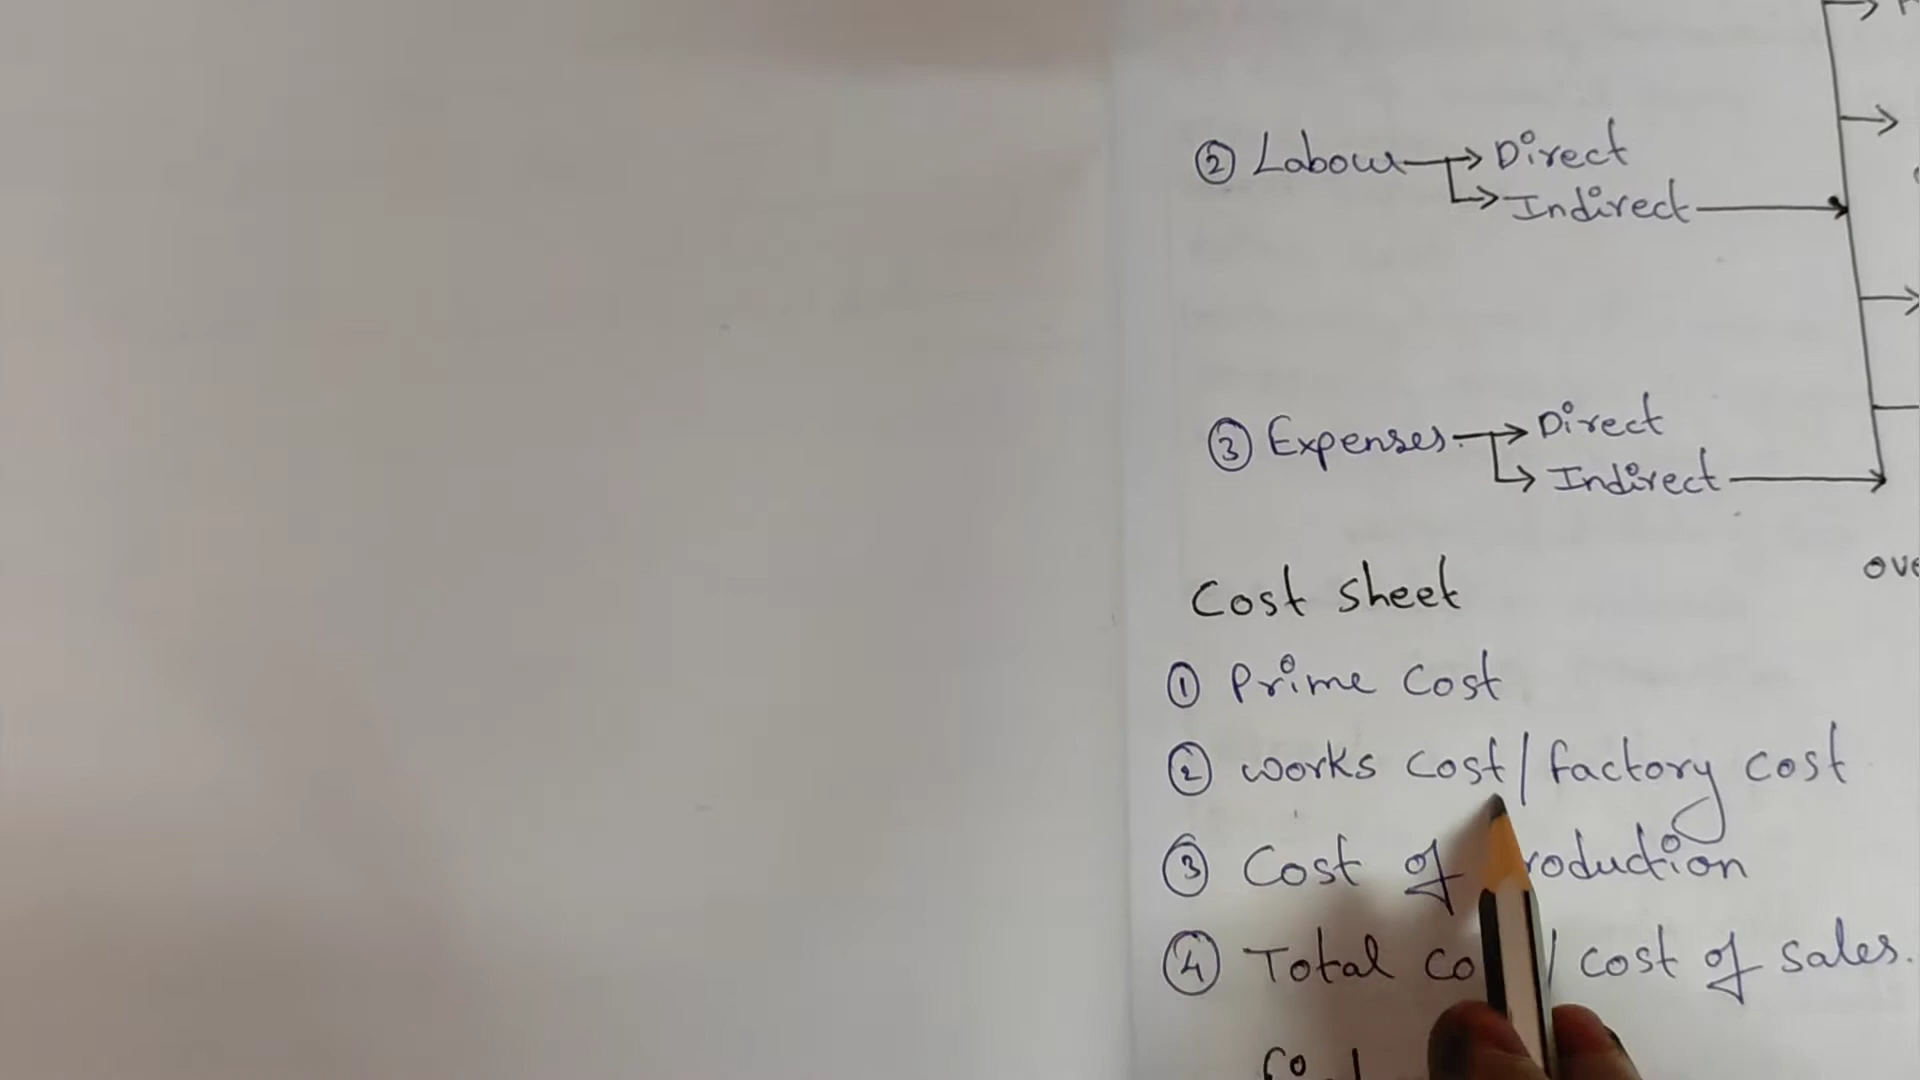 ② Labour → Direct
→ Indirect
③ Expenses → Direct
→ Indirect
Cost sheet
① Prime Cost
② works cost / factory cost
③ Cost of roduction
④ Total co / cost of sales.